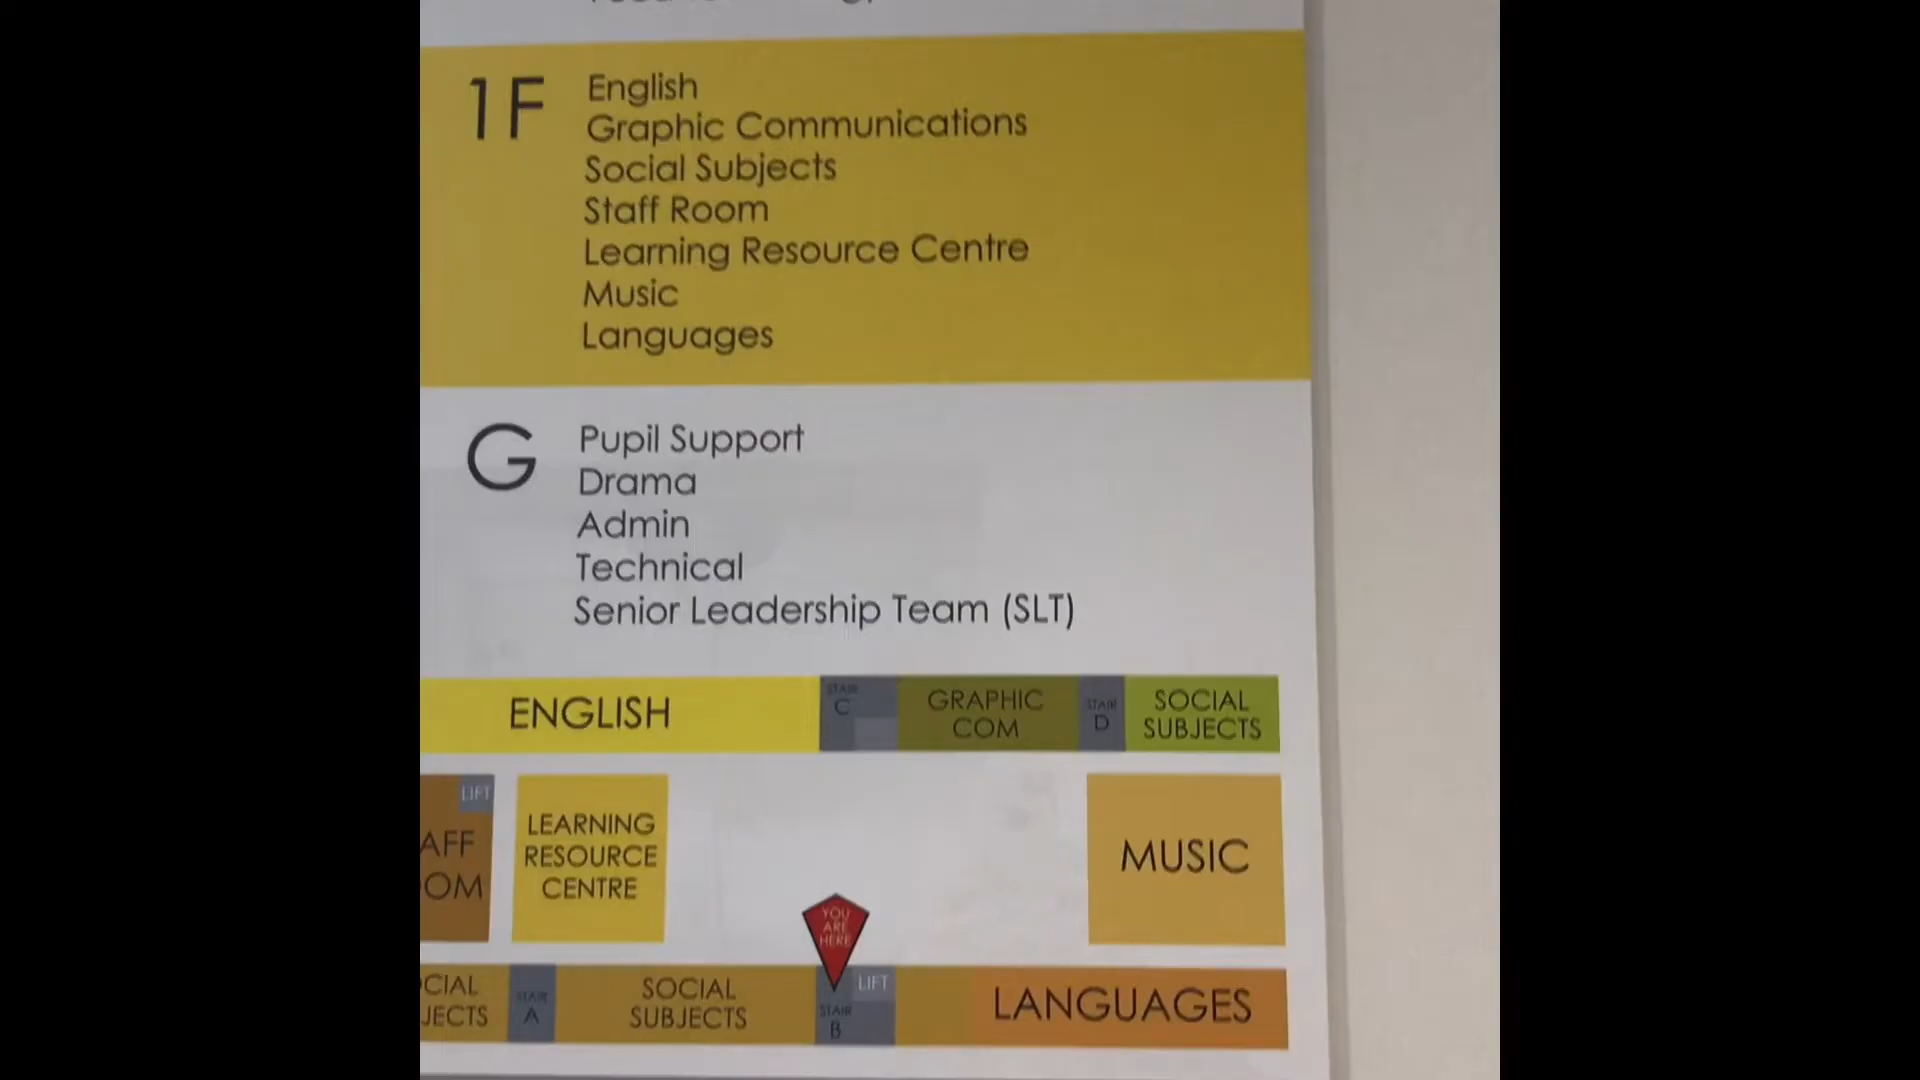 1F
English
Graphic Communications
Social Subjects
Staff Room
Learning Resource Centre
Music
Languages
G
Pupil Support
Drama
Admin
Technical
Senior Leadership Team (SLT)
ENGLISH
STAIR
C
GRAPHIC
COM
STAIR
D
SOCIAL
SUBJECTS
LIFT
AFF
OM
LEARNING
RESOURCE
CENTRE
YOU
ARE
HERE
MUSIC
CIAL
JECTS
STAIR
A
SOCIAL
SUBJECTS
STAIR
B
LIFT
LANGUAGES